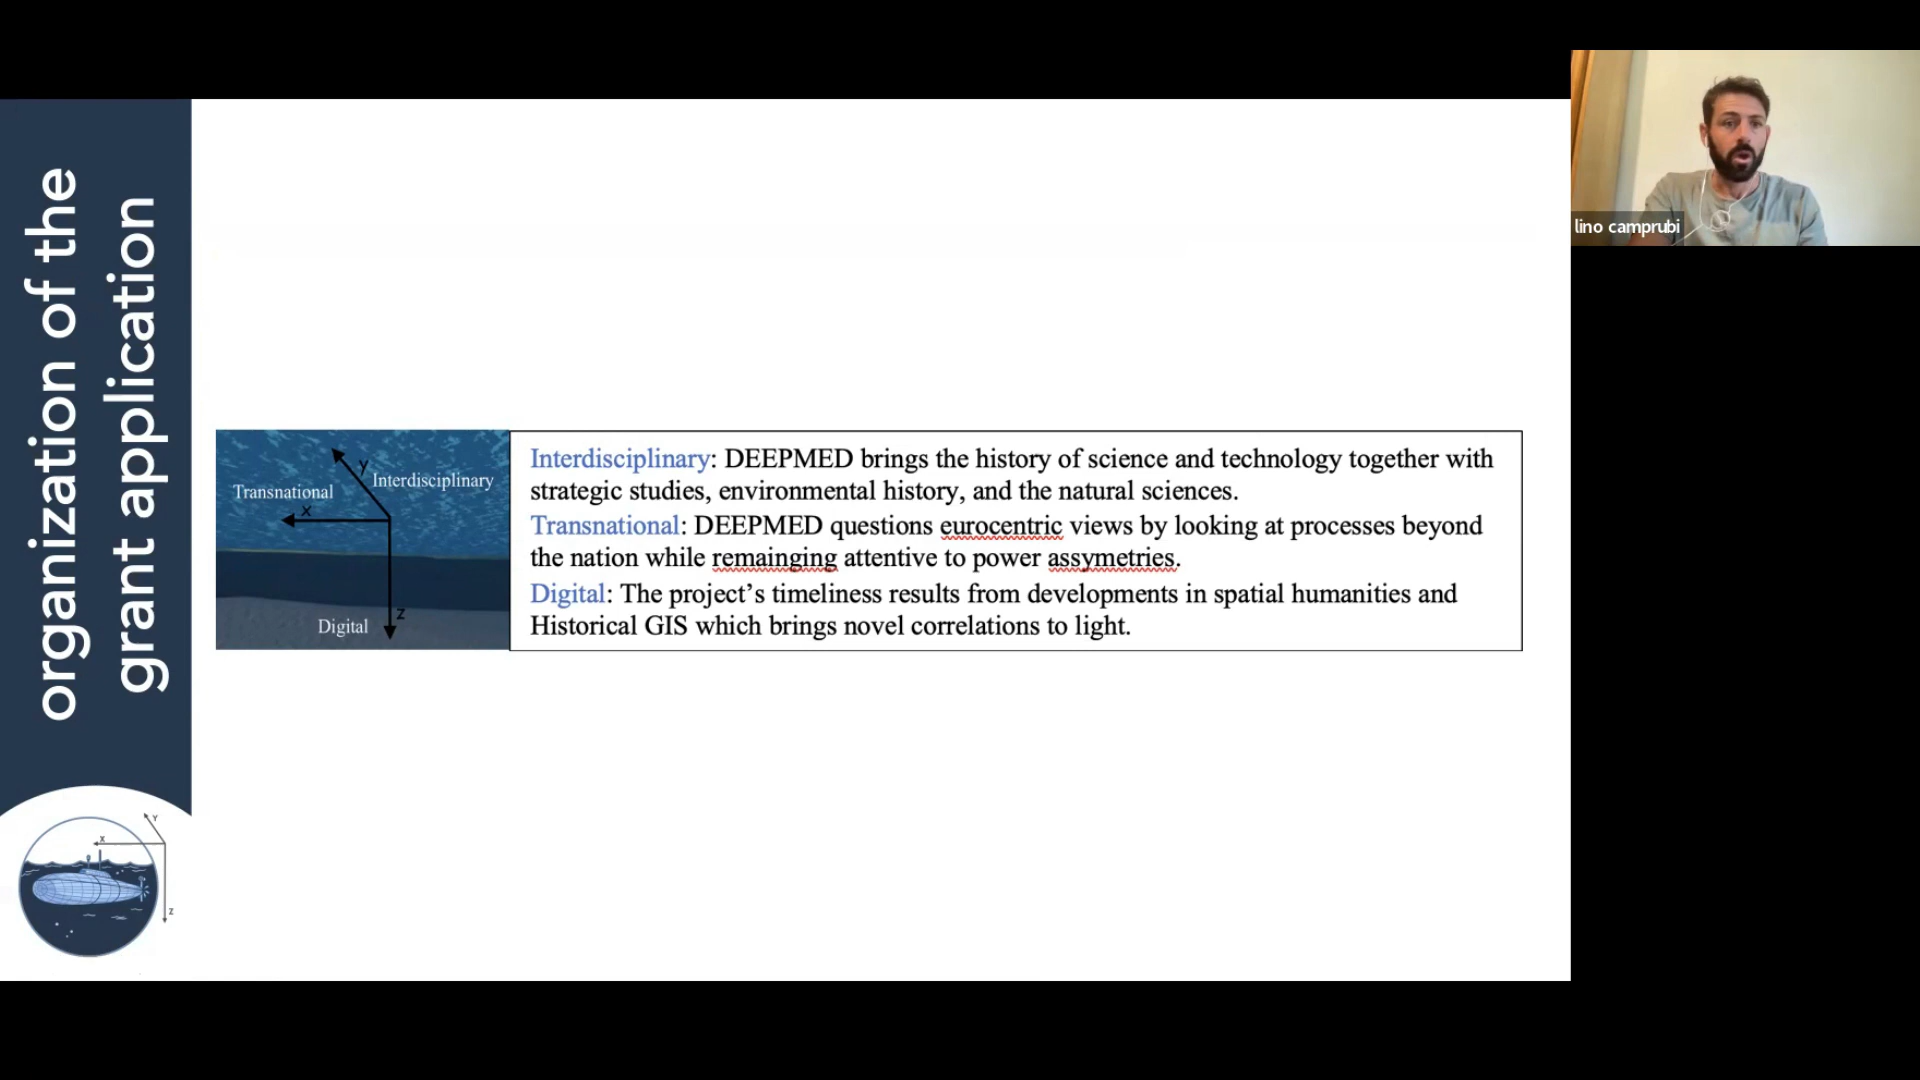 organization of the
grant application
Transnational
x
y
Interdisciplinary
z
Digital
Interdisciplinary: DEEPMED brings the history of science and technology together with
strategic studies, environmental history, and the natural sciences.
Transnational: DEEPMED questions eurocentric views by looking at processes beyond
the nation while remainging attentive to power assymetries.
Digital: The project’s timeliness results from developments in spatial humanities and
Historical GIS which brings novel correlations to light.
Y
X
Z
lino camprubi